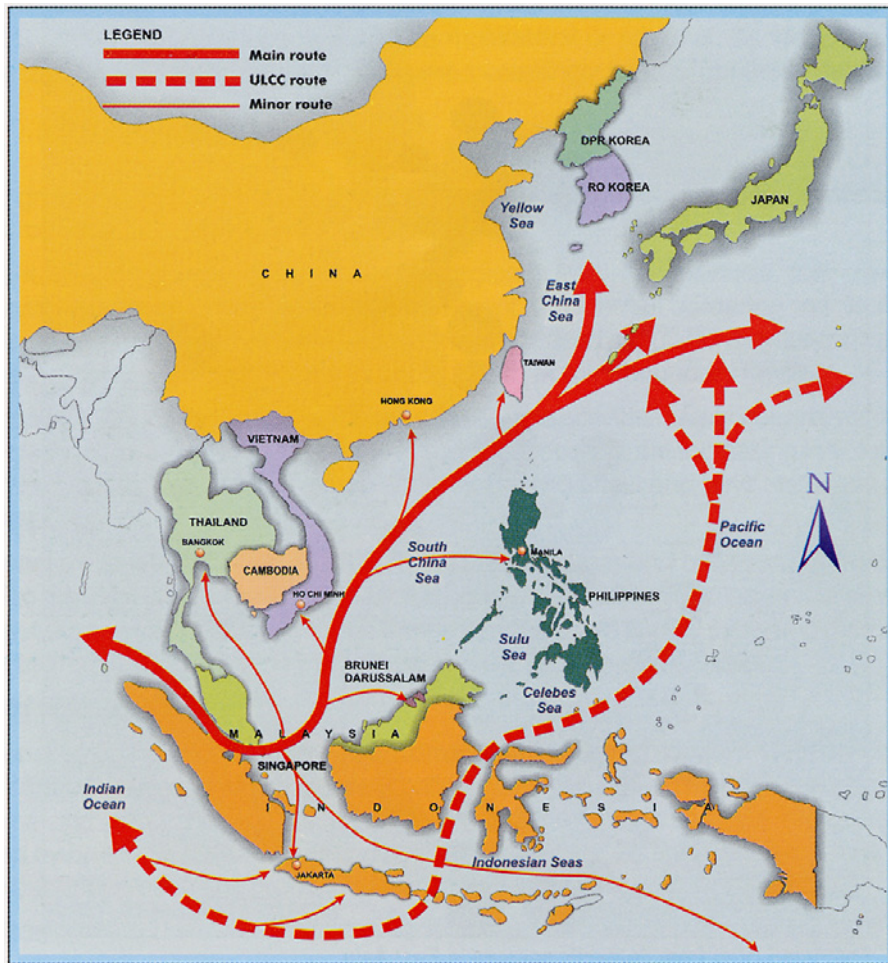 LEGEND
Main route
ULCC route
Minor route
DPR KOREA
RO KOREA
JAPAN
Yellow
Sea
CHINA
East
China
Sea
TAIWAN
HONG KONG
VIETNAM
THAILAND
BANGKOK
CAMBODIA
HO CHI MINH
South
China
Sea
MANILA
PHILIPPINES
N
Pacific
Ocean
Sulu
Sea
BRUNEI
DARUSSALAM
Celebes
Sea
MALAYSIA
SINGAPORE
Indian
Ocean
INDONESIA
Indonesian Seas
JAKARTA